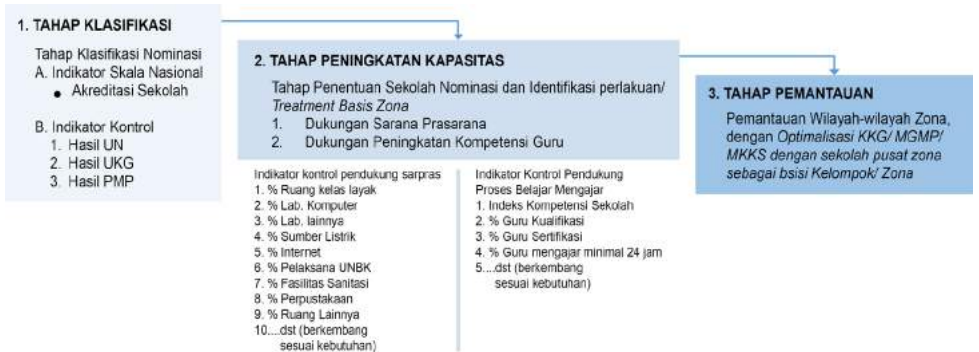 1. TAHAP KLASIFIKASI
Tahap Klasifikasi Nominasi
A. Indikator Skala Nasional
● Akreditasi Sekolah
B. Indikator Kontrol
1. Hasil UN
2. Hasil UKG
3. Hasil PMP
2. TAHAP PENINGKATAN KAPASITAS
Tahap Penentuan Sekolah Nominasi dan Identifikasi perlakuan/
Treatment Basis Zona
1. Dukungan Sarana Prasarana
2. Dukungan Peningkatan Kompetensi Guru
Indikator kontrol pendukung sarpras
1. % Ruang kelas layak
2. % Lab. Komputer
3. % Lab. lainnya
4. % Sumber Listrik
5. % Internet
6. % Pelaksana UNBK
7. % Fasilitas Sanitasi
8. % Perpustakaan
9. % Ruang Lainnya
10....dst (berkembang
sesuai kebutuhan)
Indikator Kontrol Pendukung
Proses Belajar Mengajar
1. Indeks Kompetensi Sekolah
2. % Guru Kualifikasi
3. % Guru Sertifikasi
4. % Guru mengajar minimal 24 jam
5....dst (berkembang
sesuai kebutuhan)
3. TAHAP PEMANTAUAN
Pemantauan Wilayah-wilayah Zona,
dengan Optimalisasi KKG/ MGMP/
MKKS dengan sekolah pusat zona
sebagai bsisi Kelompok/ Zona